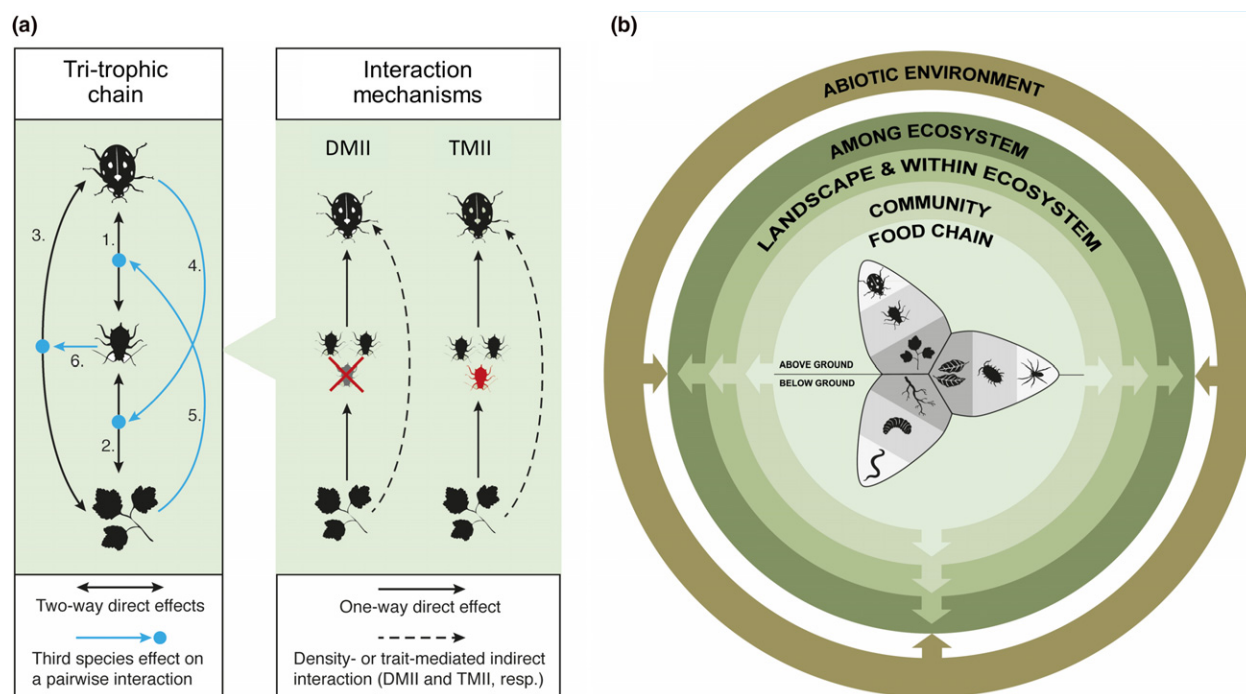 (a)
Tri-trophic
chain
3.
1.
4.
6.
5.
2.
Two-way direct effects
Third species effect on
a pairwise interaction
Interaction
mechanisms
DMII
TMII
One-way direct effect
Density- or trait-mediated indirect
interaction (DMII and TMII, resp.)
(b)
ABIOTIC ENVIRONMENT
AMONG ECOSYSTEM
LANDSCAPE & WITHIN ECOSYSTEM
COMMUNITY
FOOD CHAIN
ABOVE GROUND
BELOW GROUND